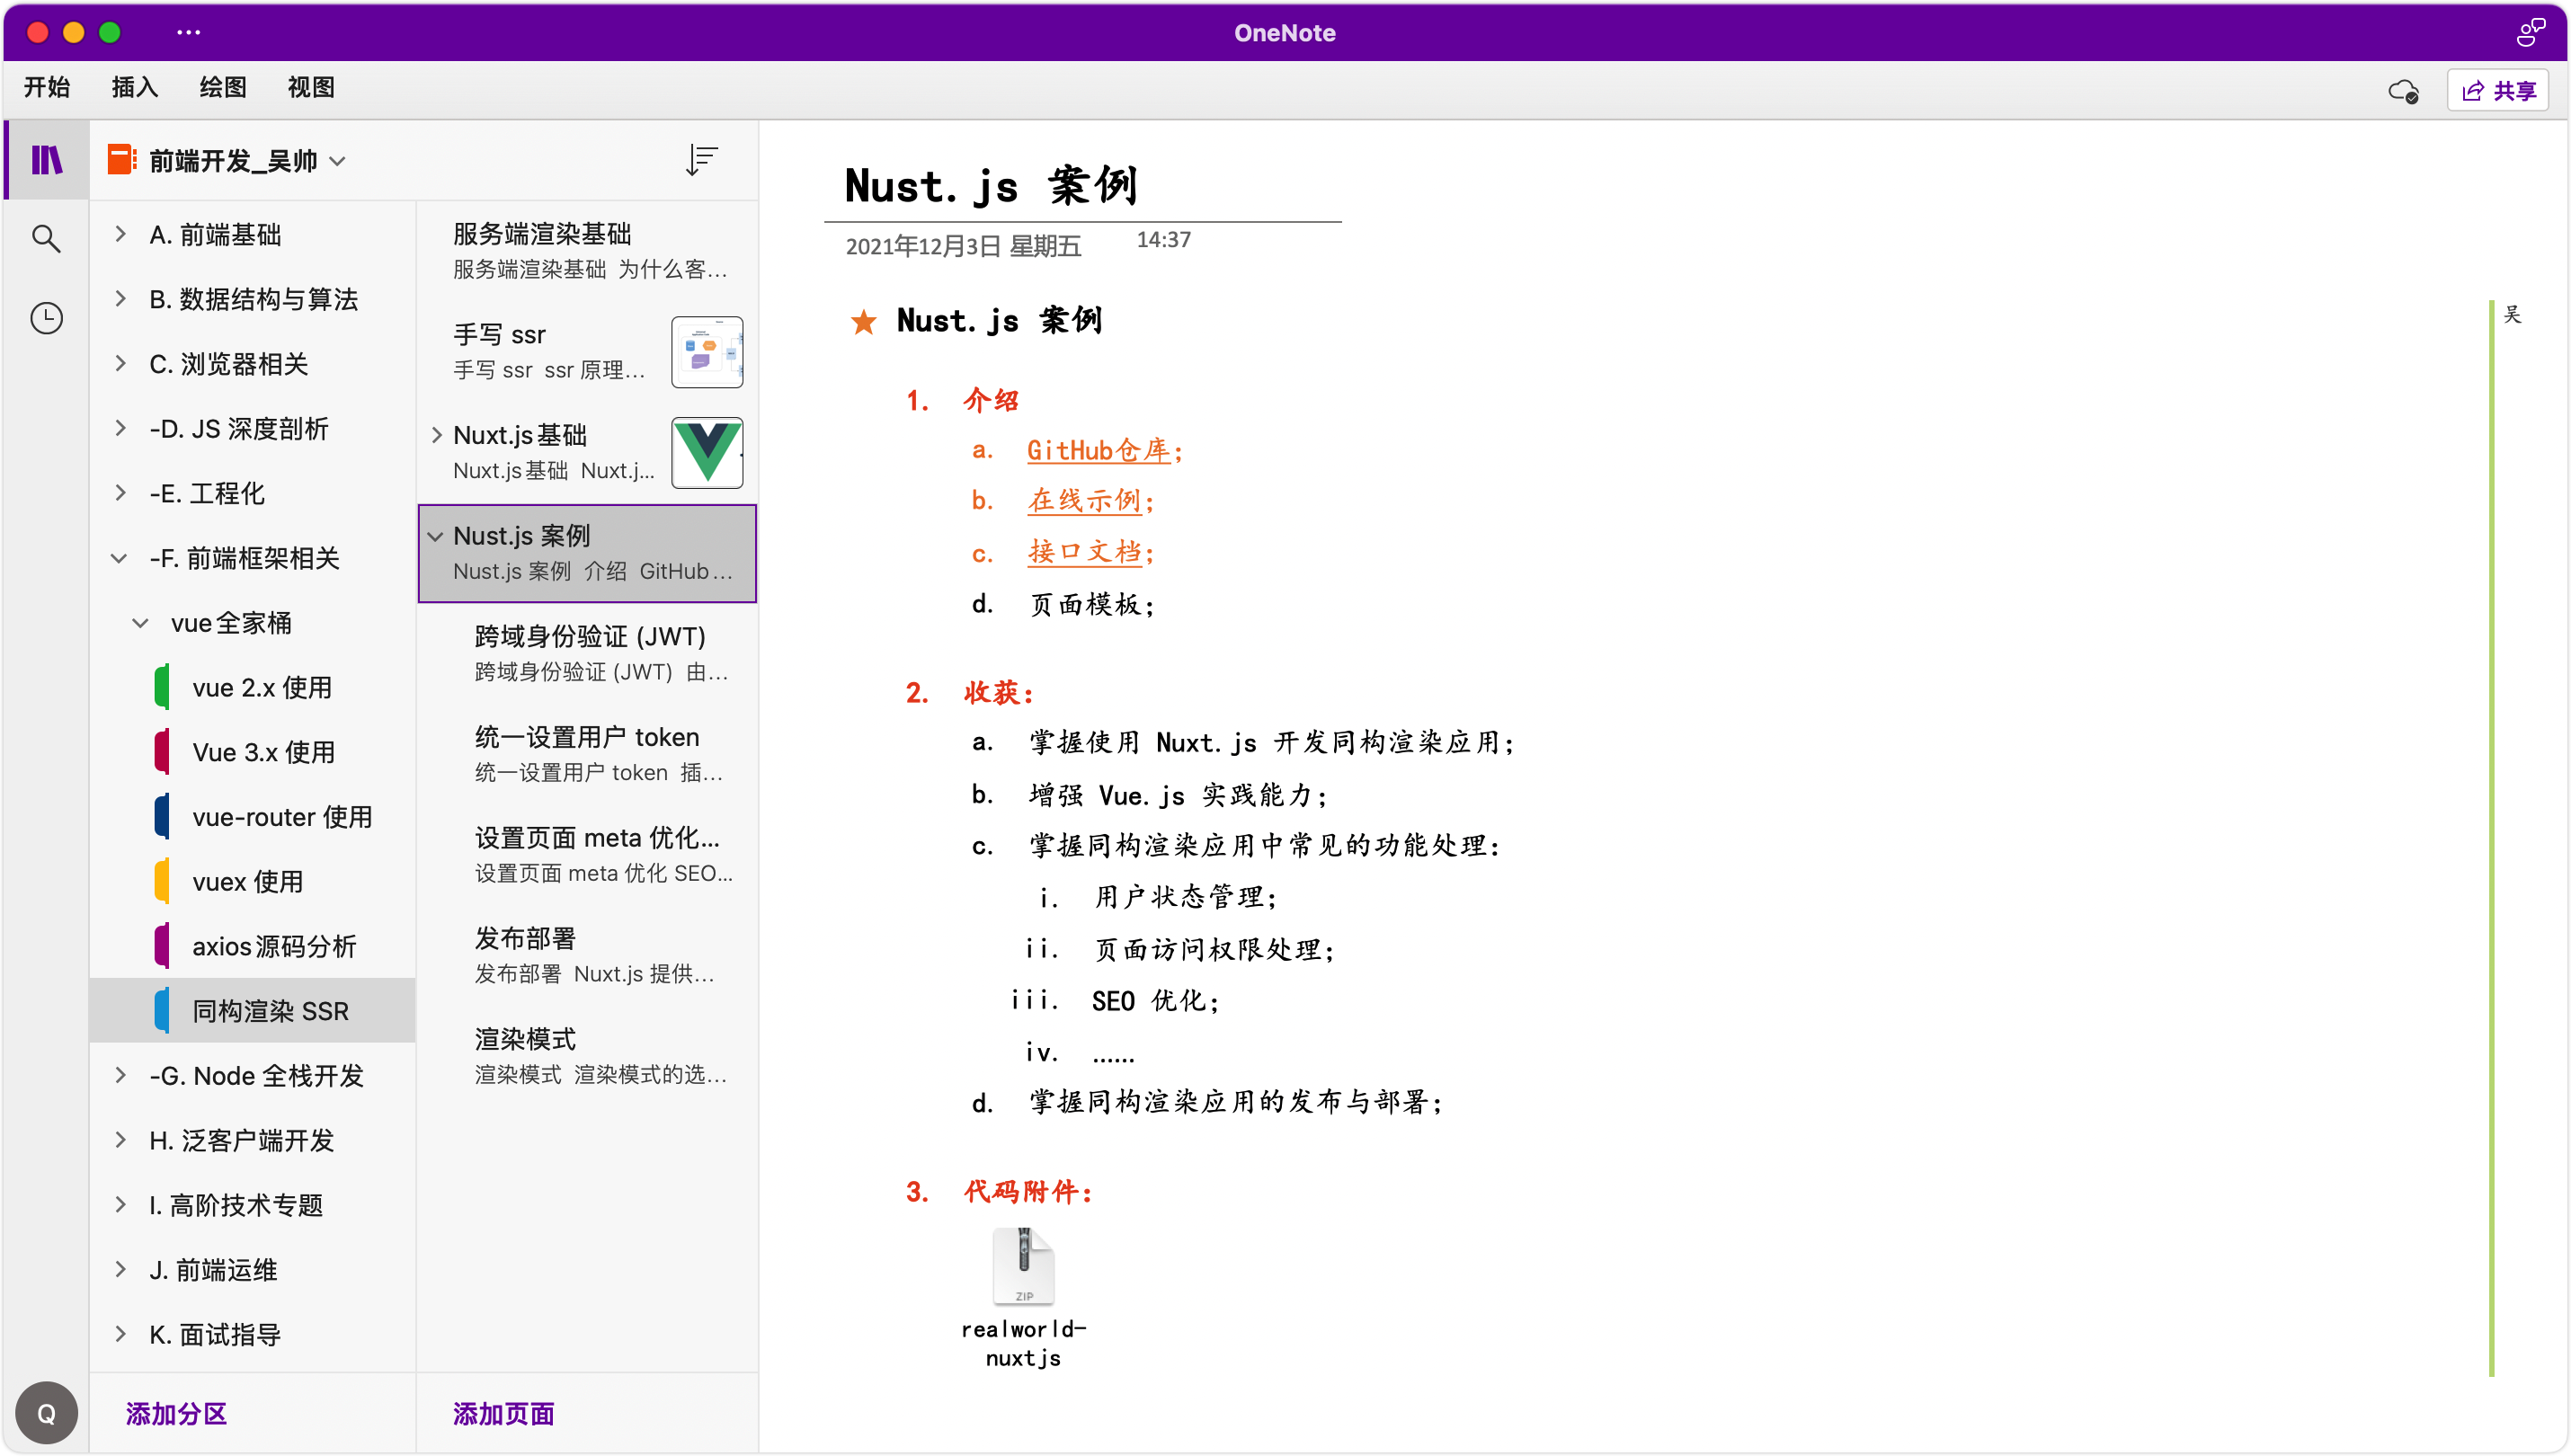 OneNote
开始 插入 绘图 视图
共享
前端开发_吴帅
A. 前端基础
B. 数据结构与算法
C. 浏览器相关
-D. JS 深度剖析
-E. 工程化
-F. 前端框架相关
vue全家桶
vue 2.x 使用
Vue 3.x 使用
vue-router 使用
vuex 使用
axios源码分析
同构渲染 SSR
-G. Node 全栈开发
H. 泛客户端开发
I. 高阶技术专题
J. 前端运维
K. 面试指导
添加分区
Q
服务端渲染基础
服务端渲染基础 为什么客...
手写 ssr
手写 ssr ssr 原理...
Nuxt.js基础
Nuxt.js基础 Nuxt.j...
Nust.js 案例
Nust.js 案例 介绍 GitHub...
跨域身份验证 (JWT)
跨域身份验证 (JWT) 由...
统一设置用户 token
统一设置用户 token 插...
设置页面 meta 优化...
设置页面 meta 优化 SEO...
发布部署
发布部署 Nuxt.js 提供...
渲染模式
渲染模式 渲染模式的选...
添加页面
Nust.js 案例
2021年12月3日 星期五 14:37
Nust.js 案例
吴
1. 介绍
a. GitHub仓库;
b. 在线示例;
c. 接口文档;
d. 页面模板;
2. 收获:
a. 掌握使用 Nuxt.js 开发同构渲染应用;
b. 增强 Vue.js 实践能力;
c. 掌握同构渲染应用中常见的功能处理:
i. 用户状态管理;
ii. 页面访问权限处理;
iii. SEO 优化;
iv. ......
d. 掌握同构渲染应用的发布与部署;
3. 代码附件:
ZIP
realworld-
nuxtjs